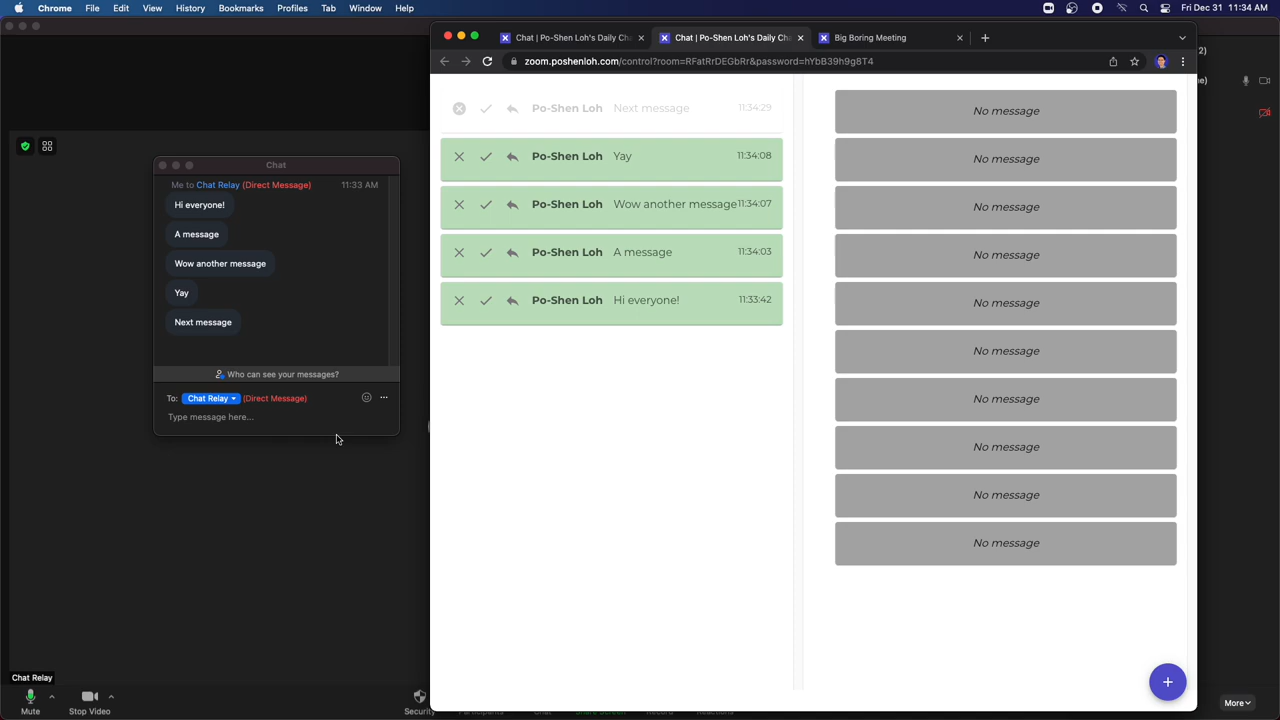 Chrome File Edit View History Bookmarks Profiles Tab Window Help Fri Dec 31 11:34 AM
Chat | Po-Shen Loh's Daily Ch Chat | Po-Shen Loh's Daily Ch Big Boring Meeting
zoom.poshenloh.com/control?room=RFatRrDEGbRr&password=hYbB39h9g8T4
Chat
Me to Chat Relay (Direct Message) 11:33 AM
Hi everyone!
A message
Wow another message
Yay
Next message
Who can see your messages?
To: Chat Relay (Direct Message)
Type message here...
Po-Shen Loh Next message 11:34:29
Po-Shen Loh Yay 11:34:08
Po-Shen Loh Wow another message 11:34:07
Po-Shen Loh A message 11:34:03
Po-Shen Loh Hi everyone! 11:33:42
No message
No message
No message
No message
No message
No message
No message
No message
No message
No message
+
Chat Relay
Mute Stop Video Security Participants Chat Share Screen Record Reactions More